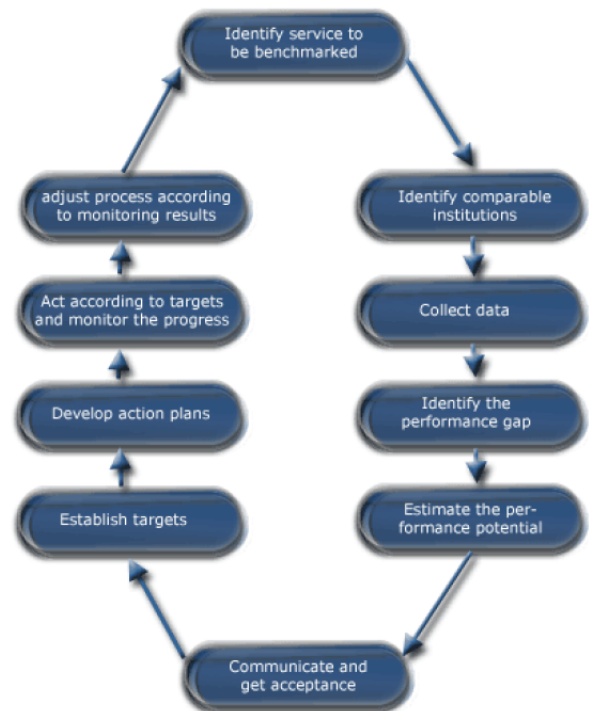 Identify service to
be benchmarked
Identify comparable
institutions
Collect data
Identify the
performance gap
Estimate the per-
formance potential
Communicate and
get acceptance
Establish targets
Develop action plans
Act according to targets
and monitor the progress
adjust process according
to monitoring results